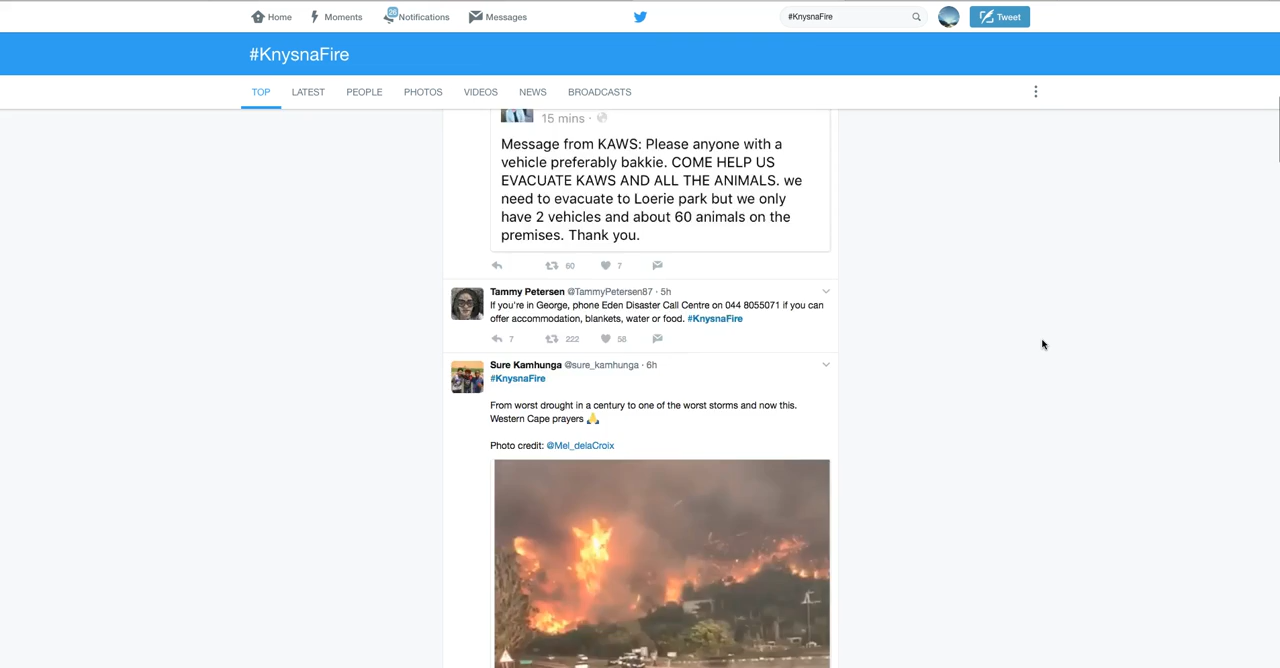 Home Moments 26 Notifications Messages #KnysnaFire Tweet
#KnysnaFire
TOP LATEST PEOPLE PHOTOS VIDEOS NEWS BROADCASTS
15 mins ·
Message from KAWS: Please anyone with a
vehicle preferably bakkie. COME HELP US
EVACUATE KAWS AND ALL THE ANIMALS. we
need to evacuate to Loerie park but we only
have 2 vehicles and about 60 animals on the
premises. Thank you.
60 7
Tammy Petersen @TammyPetersen87 · 5h
If you're in George, phone Eden Disaster Call Centre on 044 8055071 if you can
offer accommodation, blankets, water or food. #KnysnaFire
7 222 58
Sure Kamhunga @sure_kamhunga · 6h
#KnysnaFire
From worst drought in a century to one of the worst storms and now this.
Western Cape prayers 🙏
Photo credit: @Mel_delaCroix